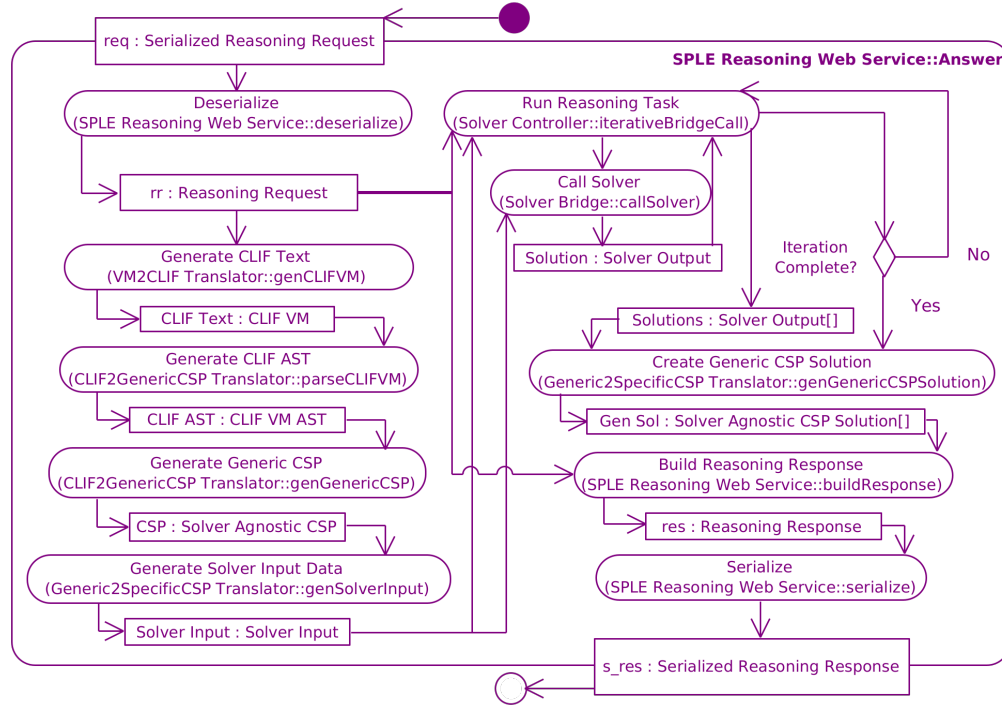 req : Serialized Reasoning Request
SPLE Reasoning Web Service::Answer
Deserialize
(SPLE Reasoning Web Service::deserialize)
rr : Reasoning Request
Generate CLIF Text
(VM2CLIF Translator::genCLIFVM)
CLIF Text : CLIF VM
Generate CLIF AST
(CLIF2GenericCSP Translator::parseCLIFVM)
CLIF AST : CLIF VM AST
Generate Generic CSP
(CLIF2GenericCSP Translator::genGenericCSP)
CSP : Solver Agnostic CSP
Generate Solver Input Data
(Generic2SpecificCSP Translator::genSolverInput)
Solver Input : Solver Input
Run Reasoning Task
(Solver Controller::iterativeBridgeCall)
Call Solver
(Solver Bridge::callSolver)
Solution : Solver Output
Iteration
Complete?
No
Yes
Solutions : Solver Output[]
Create Generic CSP Solution
(Generic2SpecificCSP Translator::genGenericCSPSolution)
Gen Sol : Solver Agnostic CSP Solution[]
Build Reasoning Response
(SPLE Reasoning Web Service::buildResponse)
res : Reasoning Response
Serialize
(SPLE Reasoning Web Service::serialize)
s_res : Serialized Reasoning Response